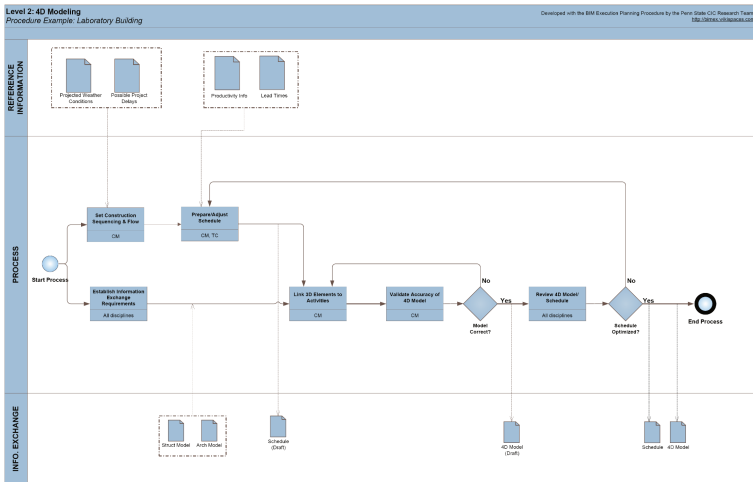 Level 2: 4D Modeling
Procedure Example: Laboratory Building
Developed with the BIM Execution Planning Procedure by the Penn State CIC Research Team
REFERENCE
INFORMATION
Projected Weather
Conditions
Possible Project
Delays
Productivity Info
Lead Times
PROCESS
Start Process
Set Construction
Sequencing & Flow
CM
Prepare/Adjust
Schedule
CM, TC
Establish Information
Exchange
Requirements
All disciplines
Link 3D Elements to
Activities
CM
Validate Accuracy of
4D Model
CM
No
Yes
Model
Correct?
Review 4D Model/
Schedule
All disciplines
No
Yes
Schedule
Optimized?
End Process
INFO. EXCHANGE
Struct Model
Arch Model
Schedule
(Draft)
4D Model
(Draft)
Schedule
4D Model